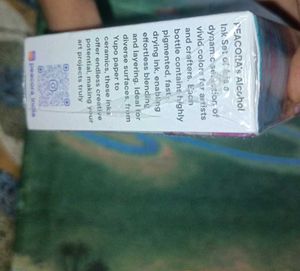 PEACORA's Alcohol
Ink Set of
vivid colors for artists
and crafters. Each
bottle contains highly
pigmented, fast
drying ink, enabling
effortless blending
and layering. Ideal for
diverse surfaces, from
Yupo paper to
ceramics, these inks
offer endless creative
potential, making your
art projects truly